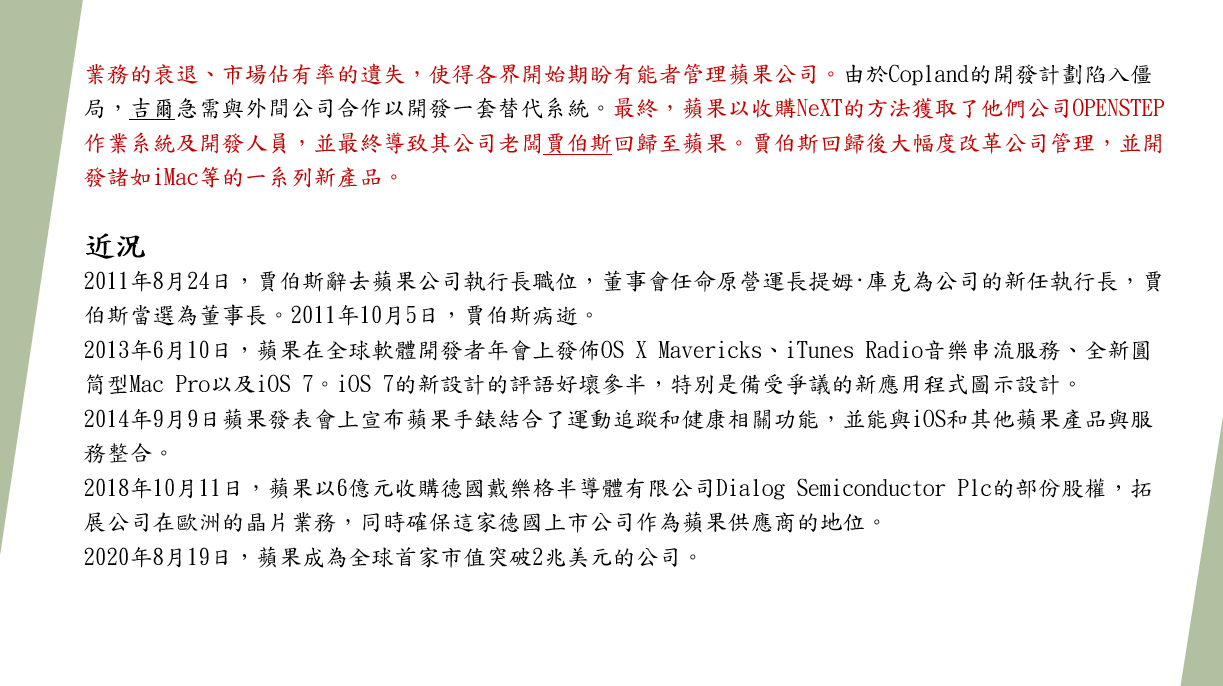 業務的衰退、市場佔有率的遺失，使得各界開始期盼有能者管理蘋果公司。由於Copland的開發計劃陷入僵
局，吉爾急需與外間公司合作以開發一套替代系統。最終，蘋果以收購NeXT的方法獲取了他們公司OPENSTEP
作業系統及開發人員，並最終導致其公司老闆賈伯斯回歸至蘋果。賈伯斯回歸後大幅度改革公司管理，並開
發諸如iMac等的一系列新產品。
近況
2011年8月24日，賈伯斯辭去蘋果公司執行長職位，董事會任命原營運長提姆·庫克為公司的新任執行長，賈
伯斯當選為董事長。2011年10月5日，賈伯斯病逝。
2013年6月10日，蘋果在全球軟體開發者年會上發佈OS X Mavericks、iTunes Radio音樂串流服務、全新圓
筒型Mac Pro以及iOS 7。iOS 7的新設計的評語好壞參半，特別是備受爭議的新應用程式圖示設計。
2014年9月9日蘋果發表會上宣布蘋果手錶結合了運動追蹤和健康相關功能，並能與iOS和其他蘋果產品與服
務整合。
2018年10月11日，蘋果以6億元收購德國戴樂格半導體有限公司Dialog Semiconductor Plc的部份股權，拓
展公司在歐洲的晶片業務，同時確保這家德國上市公司作為蘋果供應商的地位。
2020年8月19日，蘋果成為全球首家市值突破2兆美元的公司。